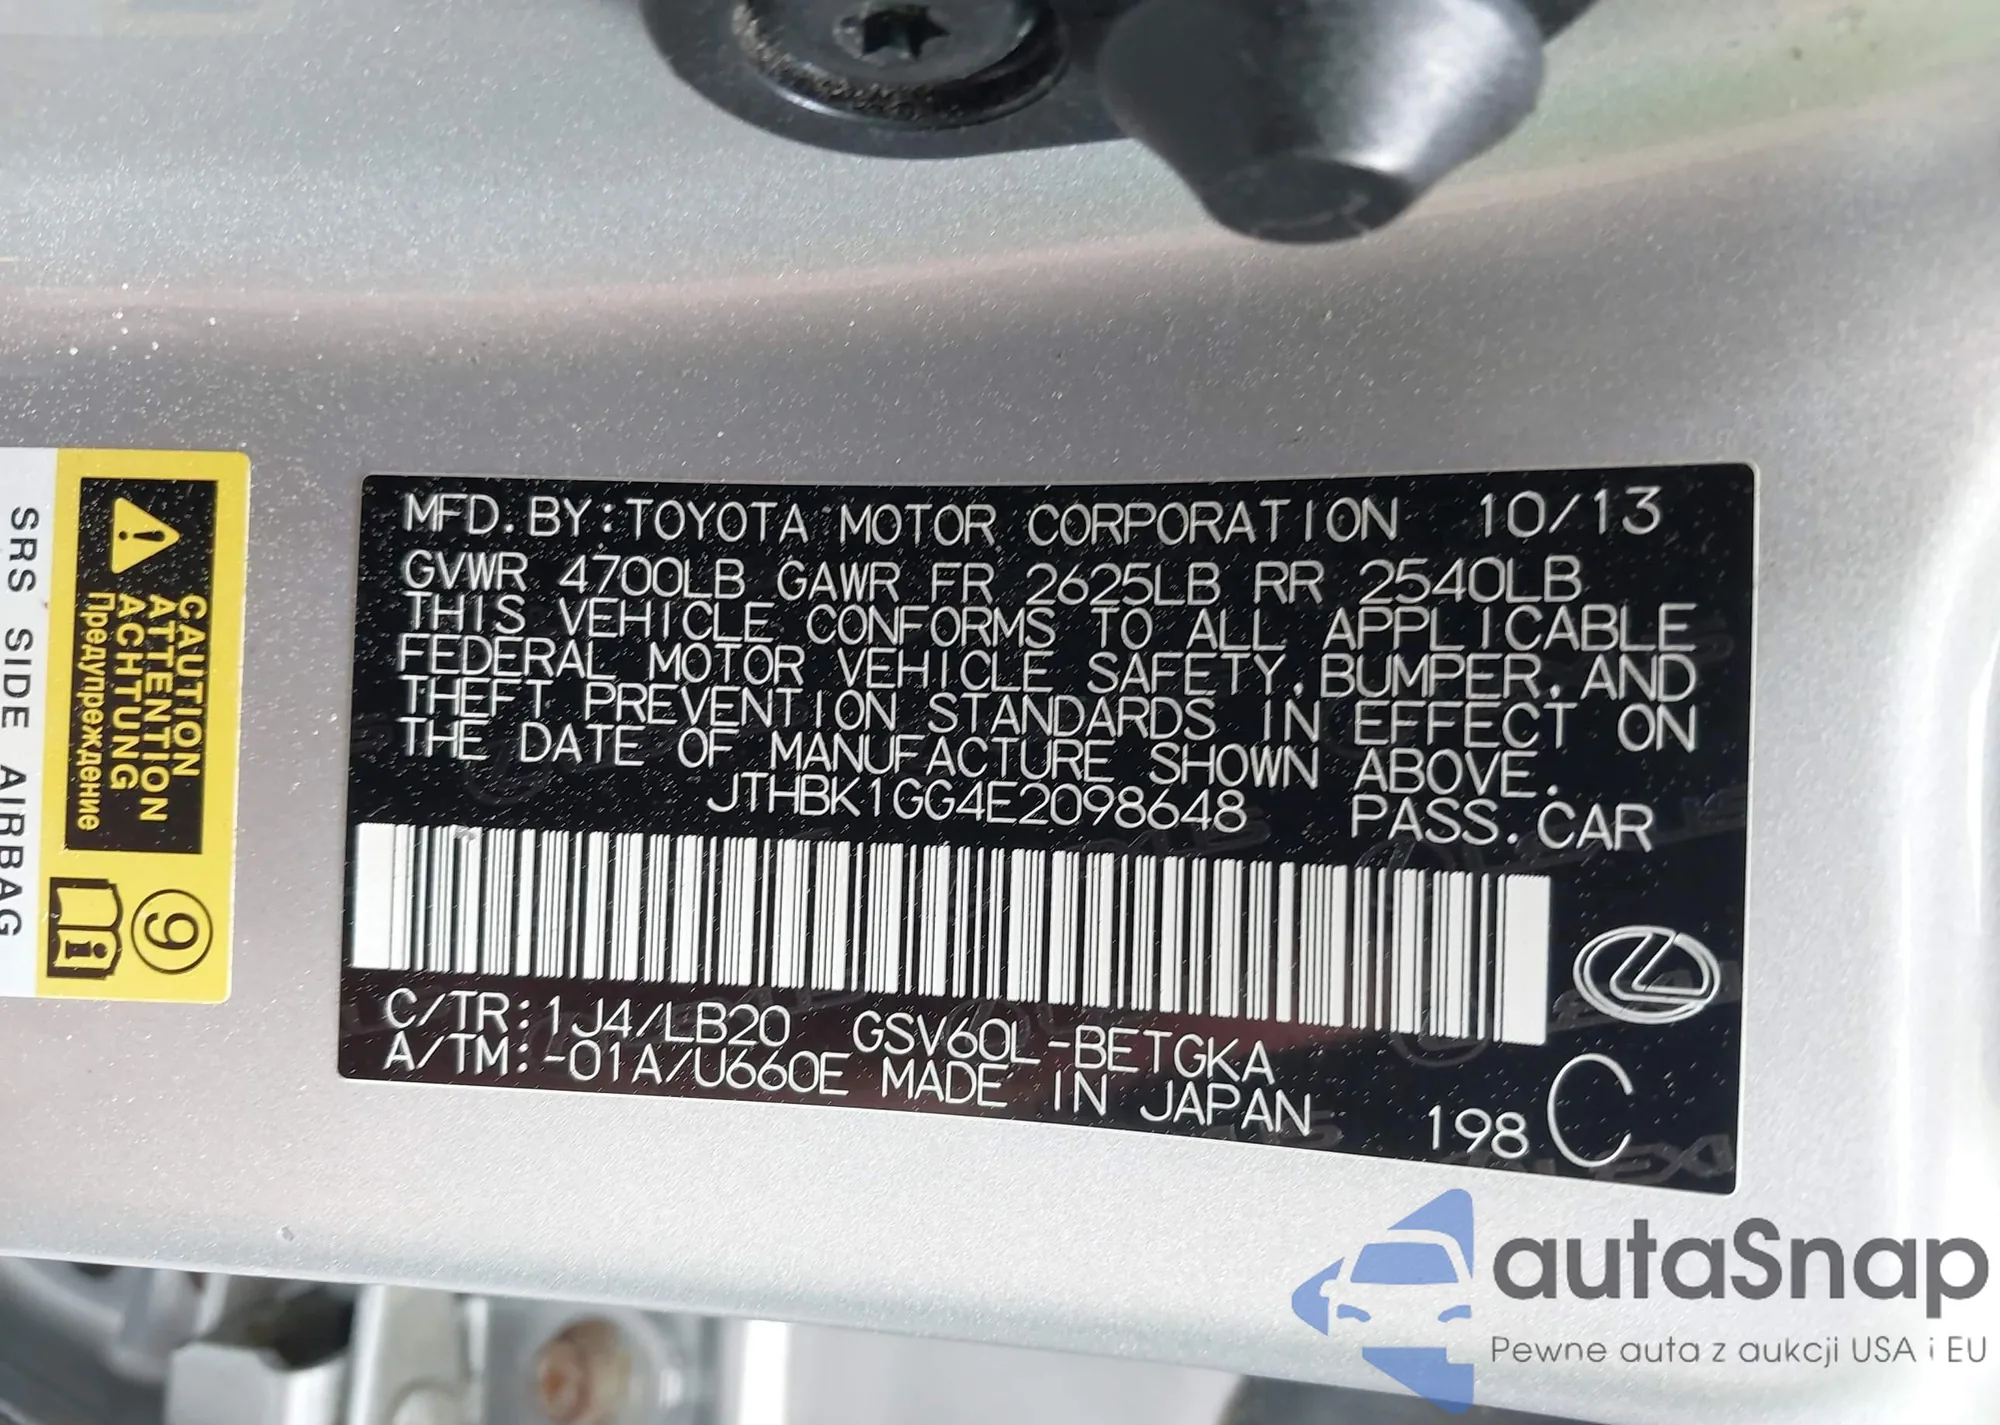 MFD. BY: TOYOTA MOTOR CORPORATION 10/13
GVWR 4700LB GAWR FR 2625LB RR 2540LB
THIS VEHICLE CONFORMS TO ALL APPLICABLE
FEDERAL MOTOR VEHICLE SAFETY, BUMPER, AND
THEFT PREVENTION STANDARDS IN EFFECT ON
THE DATE OF MANUFACTURE SHOWN ABOVE.
JTHBK1GG4E2098648 PASS. CAR
C/TR: 1J4/LB20 GSV60L-BETGKA
A/TM: -01A/U660E MADE IN JAPAN
198 C
CAUTION
ATTENTION
ACHTUNG
Предупреждение
9
SRS SIDE AIRBAG
autaSnap
Pewne auta z aukcji USA i EU